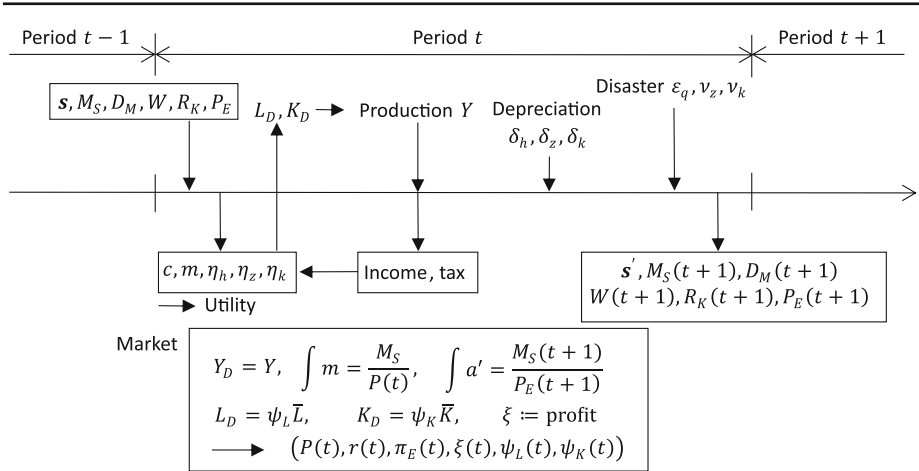 Period t − 1
Period t
Period t + 1
s, M_S, D_M, W, R_K, P_E
L_D, K_D → Production Y
Depreciation
δ_h, δ_z, δ_k
Disaster ε_q, ν_z, ν_k
c, m, η_h, η_z, η_k
→ Utility
Income, tax
s′, M_S(t + 1), D_M(t + 1)
W(t + 1), R_K(t + 1), P_E(t + 1)
Market
Y_D = Y, ∫ m = M_S / P(t), ∫ a′ = M_S(t + 1) / P_E(t + 1)
L_D = ψ_L L̅, K_D = ψ_K K̅, ξ ≔ profit
→ (P(t), r(t), π_E(t), ξ(t), ψ_L(t), ψ_K(t))